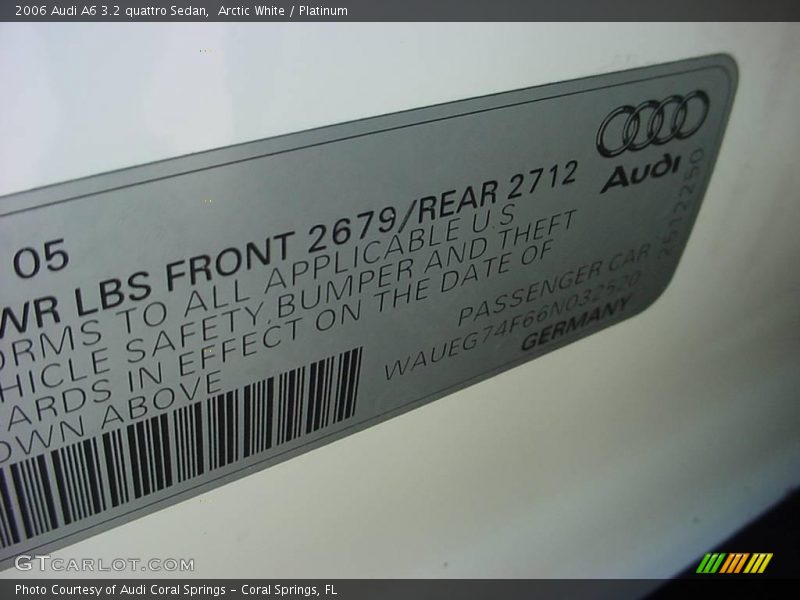 2006 Audi A6 3.2 quattro Sedan, Arctic White / Platinum
Audi
05
WR LBS FRONT 2679/REAR 2712
ORMS TO ALL APPLICABLE U.S
HICLE SAFETY, BUMPER AND THEFT
ARDS IN EFFECT ON THE DATE OF
OWN ABOVE
PASSENGER CAR
WAUEG74F66N032520
GERMANY
2512250
GTCARLOT.COM
Photo Courtesy of Audi Coral Springs - Coral Springs, FL